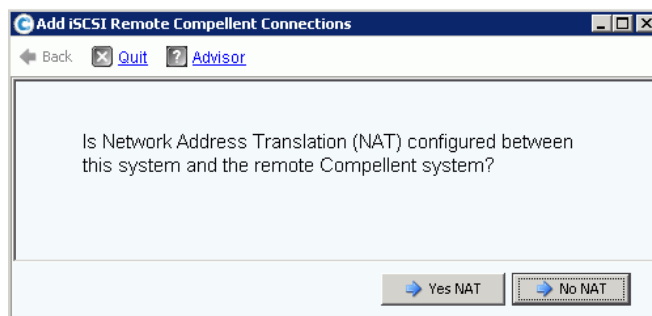 Add iSCSI Remote Compellent Connections
Back Quit Advisor
Is Network Address Translation (NAT) configured between
this system and the remote Compellent system?
Yes NAT No NAT